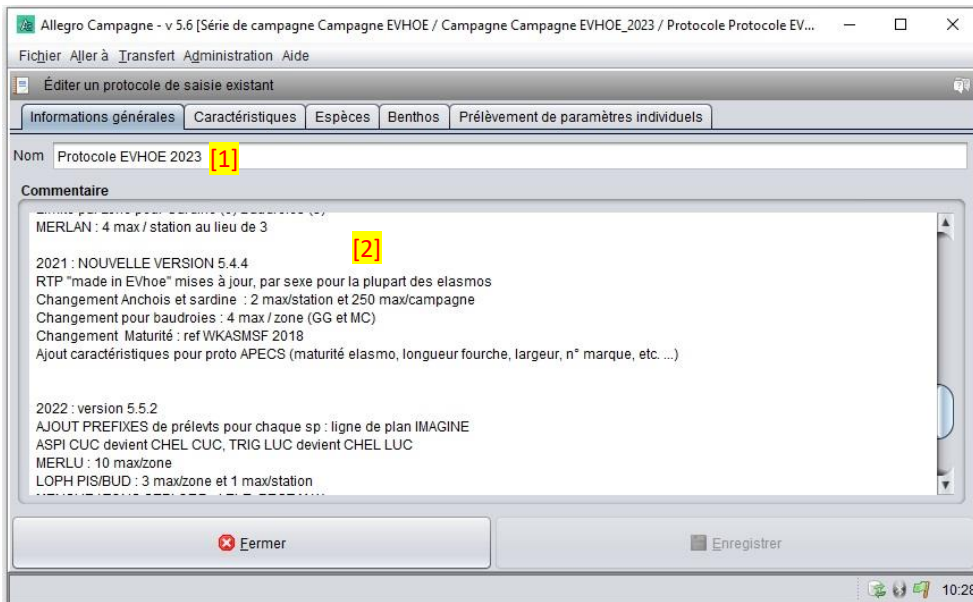 Allegro Campagne - v 5.6 [Série de campagne Campagne EVHOE / Campagne Campagne EVHOE_2023 / Protocole Protocole EV...
Fichier Aller à Transfert Administration Aide
Éditer un protocole de saisie existant
Informations générales Caractéristiques Espèces Benthos Prélèvement de paramètres individuels
Nom Protocole EVHOE 2023 [1]
Commentaire
MERLAN : 4 max / station au lieu de 3
[2]
2021 : NOUVELLE VERSION 5.4.4
RTP "made in EVhoe" mises à jour, par sexe pour la plupart des elasmos
Changement Anchois et sardine : 2 max/station et 250 max/campagne
Changement pour baudroies : 4 max / zone (GG et MC)
Changement Maturité : ref WKASMSF 2018
Ajout caractéristiques pour proto APECS (maturité elasmo, longueur fourche, largeur, n° marque, etc. ...)
2022 : version 5.5.2
AJOUT PREFIXES de prélevts pour chaque sp : ligne de plan IMAGINE
ASPI CUC devient CHEL CUC, TRIG LUC devient CHEL LUC
MERLU : 10 max/zone
LOPH PIS/BUD : 3 max/zone et 1 max/station
Fermer Enregistrer
10:28